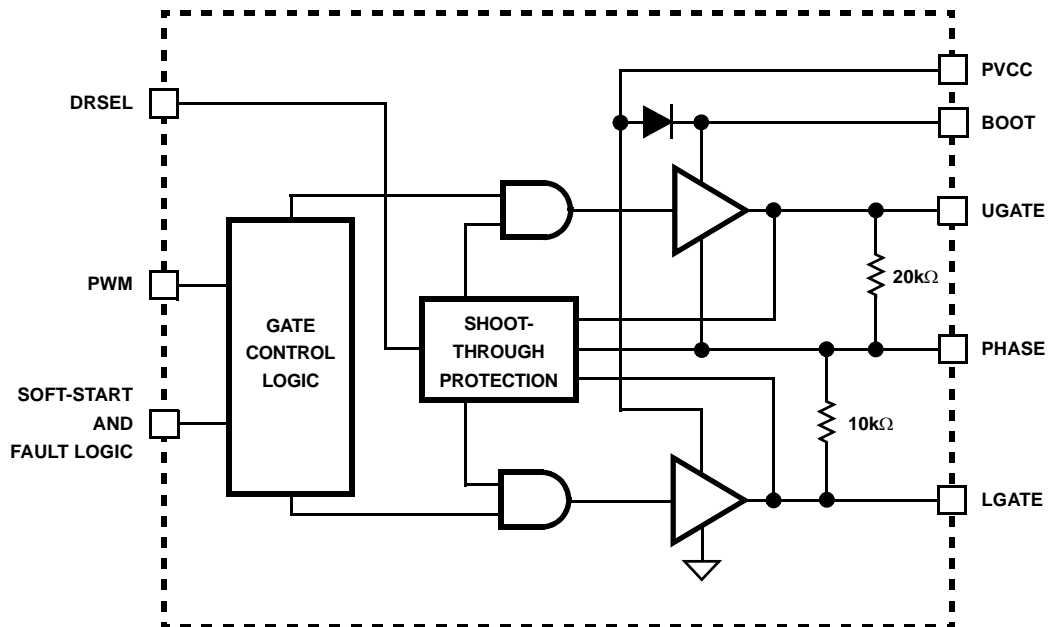 PVCC
DRSEL
BOOT
UGATE
PWM
20kΩ
GATE
CONTROL
LOGIC
SHOOT-
THROUGH
PROTECTION
PHASE
SOFT-START
AND
FAULT LOGIC
10kΩ
LGATE